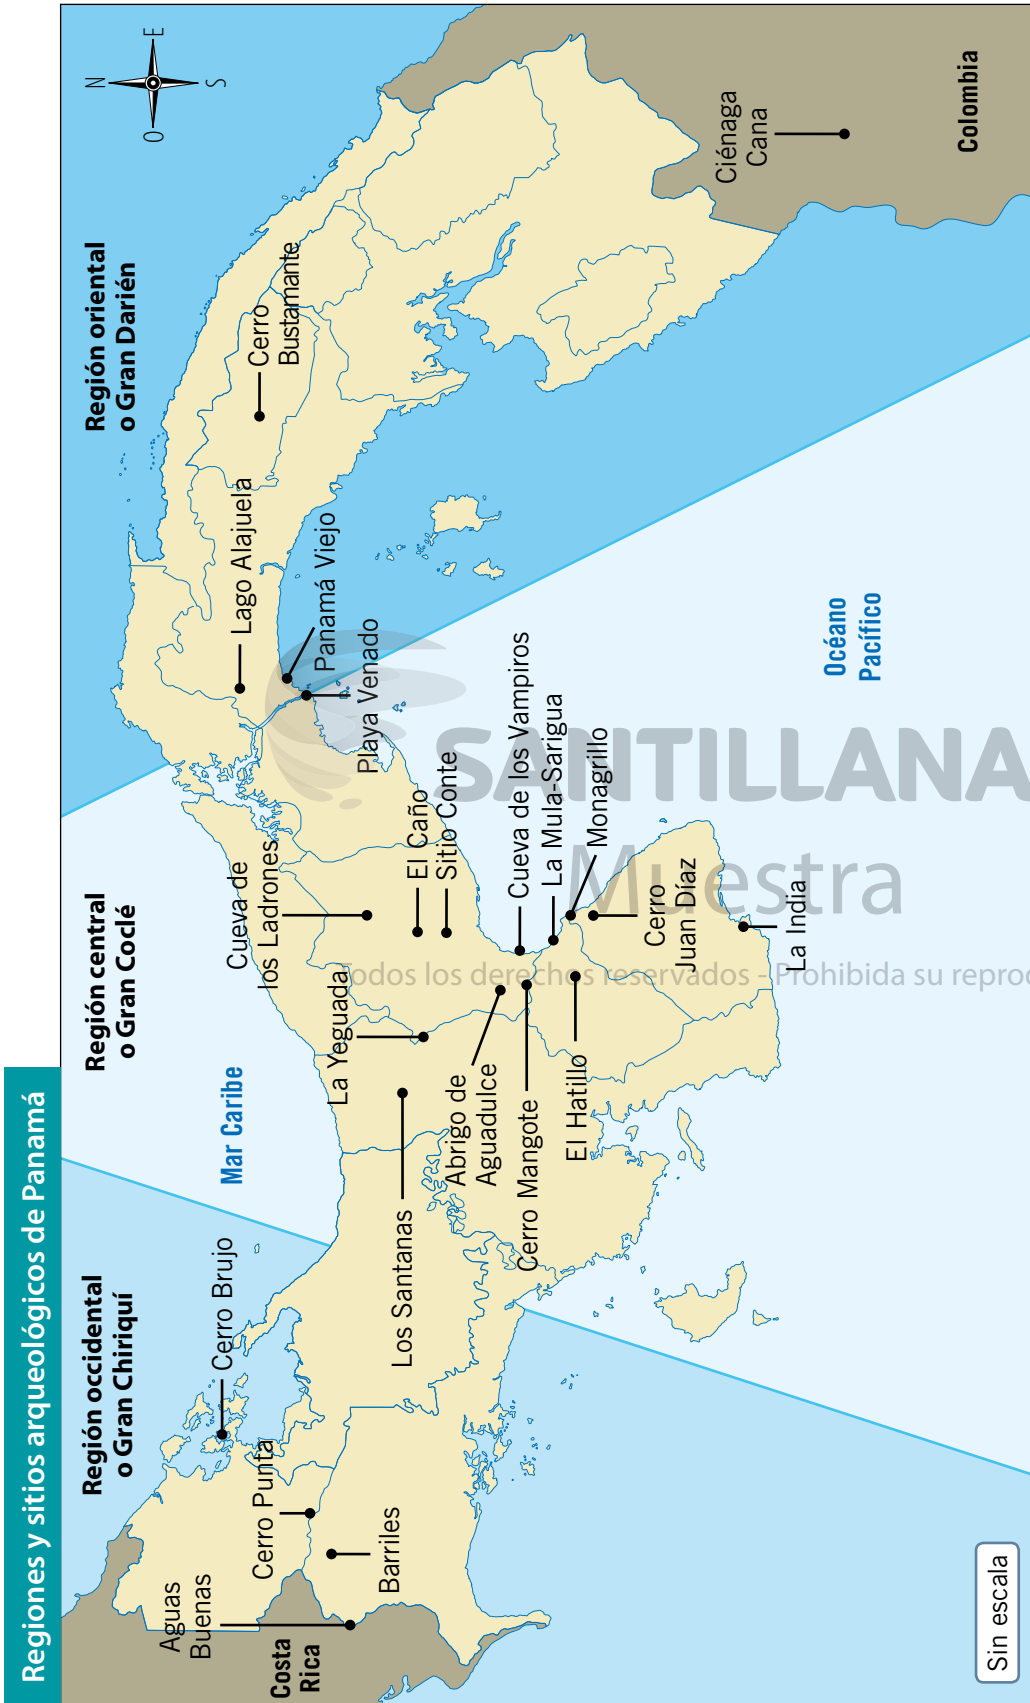 Regiones y sitios arqueológicos de Panamá
Región occidental
o Gran Chiriquí
Región central
o Gran Coclé
Región oriental
o Gran Darién
N
O
E
S
Mar Caribe
Aguas
Buenas
Costa
Rica
Cerro Punta
Barriles
Cerro Brujo
Los Santanas
La Yeguada
Cueva de
los Ladrones
El Caño
Sitio Conte
Abrigo de
Aguadulce
Cerro Mangote
El Hatillo
Cueva de los Vampiros
La Mula-Sarigua
Monagrillo
Cerro
Juan Díaz
La India
Lago Alajuela
Panamá Viejo
Playa Venado
Cerro
Bustamante
Ciénaga
Cana
Colombia
Océano
Pacífico
Sin escala
SANTILLANA
Muestra
Todos los derechos reservados - Prohibida su reprod